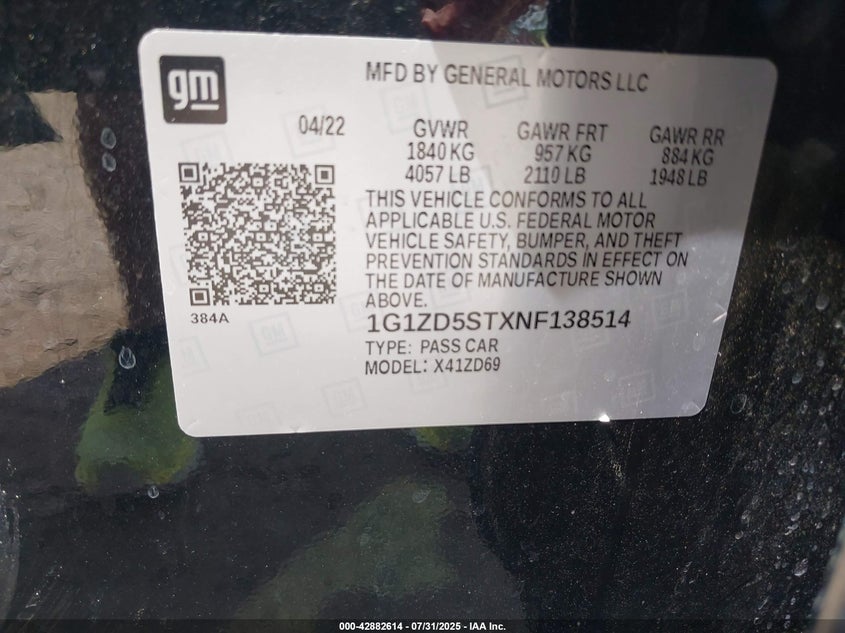 gm
MFD BY GENERAL MOTORS LLC
04/22 GVWR GAWR FRT GAWR RR
1840 KG 957 KG 884 KG
4057 LB 2110 LB 1948 LB
THIS VEHICLE CONFORMS TO ALL
APPLICABLE U.S. FEDERAL MOTOR
VEHICLE SAFETY, BUMPER, AND THEFT
PREVENTION STANDARDS IN EFFECT ON
THE DATE OF MANUFACTURE SHOWN
ABOVE.
384A
1G1ZD5STXNF138514
TYPE: PASS CAR
MODEL: X41ZD69
000-42882614 - 07/31/2025 - IAA Inc.